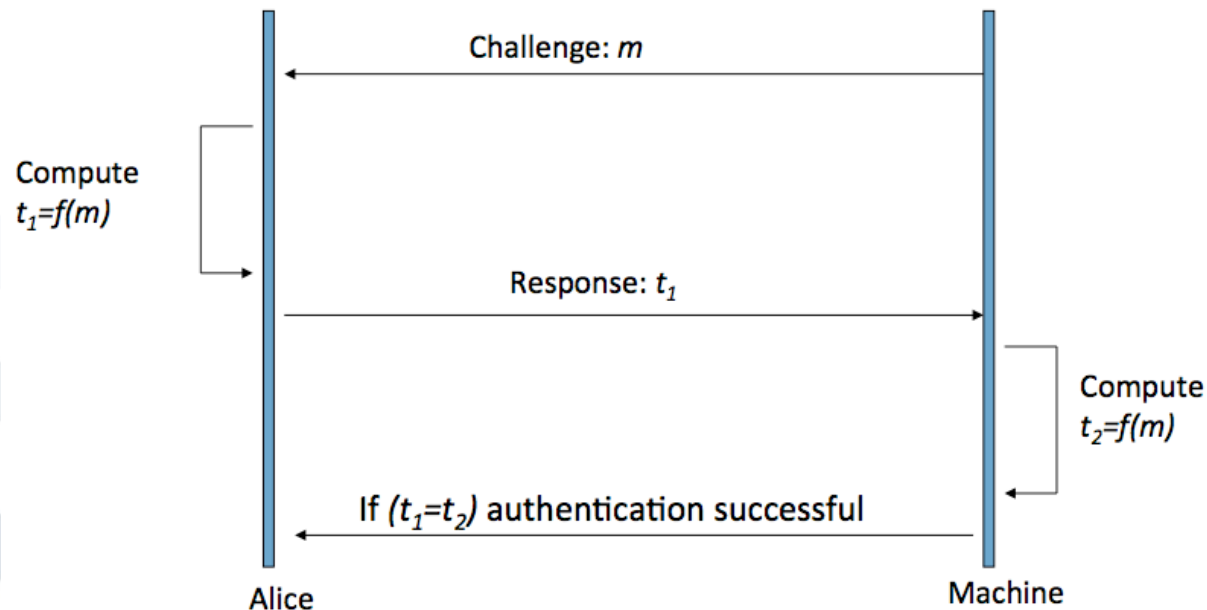 Challenge: m
Compute
t₁=f(m)
Response: t₁
Compute
t₂=f(m)
If (t₁=t₂) authentication successful
Alice
Machine